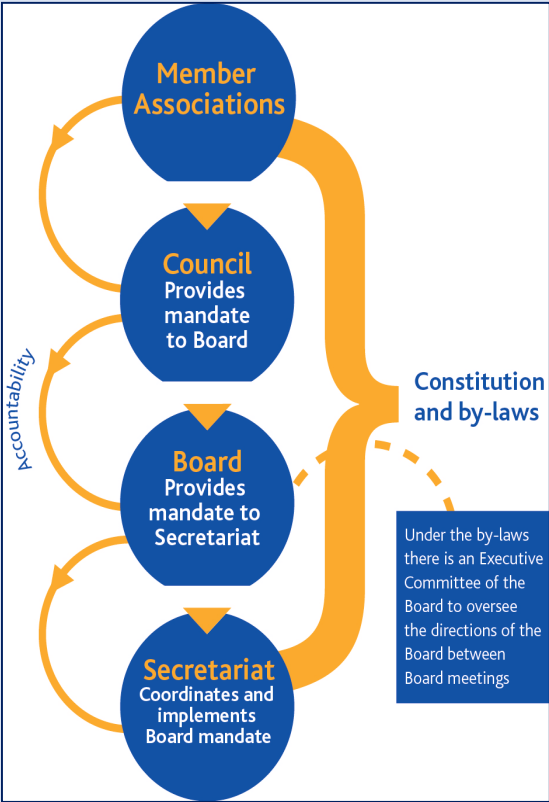 Member
Associations
Council
Provides
mandate
to Board
Accountability
Board
Provides
mandate to
Secretariat
Constitution
and by-laws
Under the by-laws
there is an Executive
Committee of the
Board to oversee
the directions of the
Board between
Board meetings
Secretariat
Coordinates and
implements
Board mandate